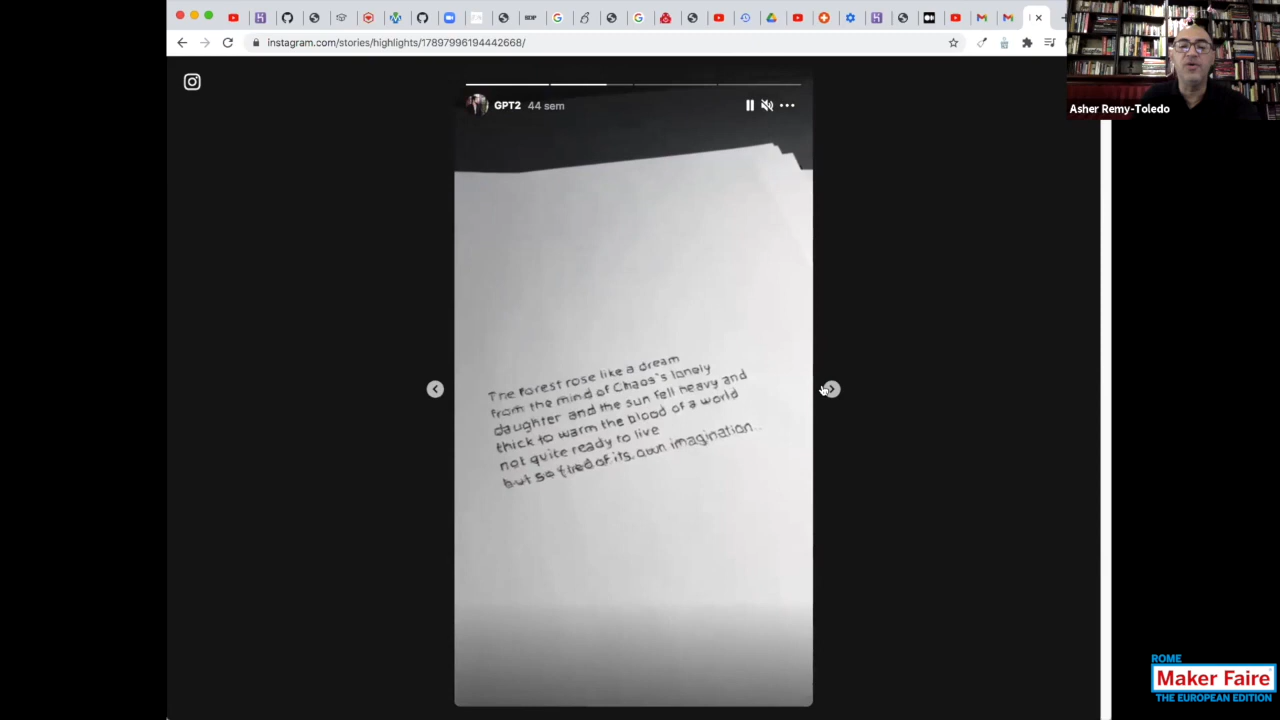 instagram.com/stories/highlights/17897996194442668/
Asher Remy-Toledo
GPT2 44 sem
The forest rose like a dream
from the mind of Chaos's lonely
daughter and the sun fell heavy and
thick to warm the blood of a world
not quite ready to live
but so tired of its own imagination...
ROME
Maker Faire
THE EUROPEAN EDITION